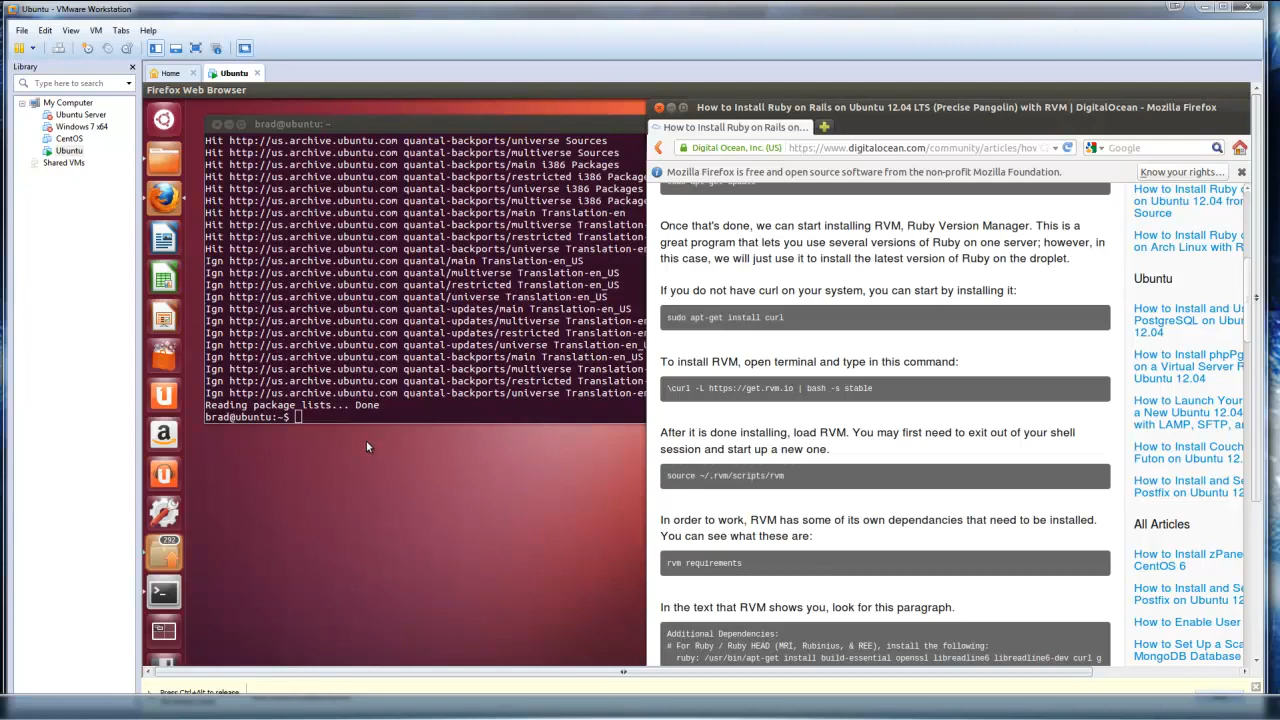 Ubuntu - VMware Workstation
File Edit View VM Tabs Help
Library
Type here to search
My Computer
Ubuntu Server
Windows 7 x64
CentOS
Ubuntu
Shared VMs
Home
Ubuntu
Firefox Web Browser
brad@ubuntu: ~
Hit http://us.archive.ubuntu.com quantal-backports/universe Sources
Hit http://us.archive.ubuntu.com quantal-backports/multiverse Sources
Hit http://us.archive.ubuntu.com quantal-backports/main i386 Packages
Hit http://us.archive.ubuntu.com quantal-backports/restricted i386 Packag
Hit http://us.archive.ubuntu.com quantal-backports/universe i386 Packages
Hit http://us.archive.ubuntu.com quantal-backports/multiverse i386 Packag
Hit http://us.archive.ubuntu.com quantal-backports/main Translation-en
Hit http://us.archive.ubuntu.com quantal-backports/multiverse Translation
Hit http://us.archive.ubuntu.com quantal-backports/restricted Translation
Hit http://us.archive.ubuntu.com quantal-backports/universe Translation-e
Ign http://us.archive.ubuntu.com quantal/main Translation-en_US
Ign http://us.archive.ubuntu.com quantal/multiverse Translation-en_US
Ign http://us.archive.ubuntu.com quantal/restricted Translation-en_US
Ign http://us.archive.ubuntu.com quantal/universe Translation-en_US
Ign http://us.archive.ubuntu.com quantal-updates/main Translation-en_US
Ign http://us.archive.ubuntu.com quantal-updates/multiverse Translation-e
Ign http://us.archive.ubuntu.com quantal-updates/restricted Translation-e
Ign http://us.archive.ubuntu.com quantal-updates/universe Translation-en_
Ign http://us.archive.ubuntu.com quantal-backports/main Translation-en_US
Ign http://us.archive.ubuntu.com quantal-backports/multiverse Translation
Ign http://us.archive.ubuntu.com quantal-backports/restricted Translation
Ign http://us.archive.ubuntu.com quantal-backports/universe Translation-e
Reading package lists... Done
brad@ubuntu:~$
292
How to Install Ruby on Rails on Ubuntu 12.04 LTS (Precise Pangolin) with RVM | DigitalOcean - Mozilla Firefox
How to Install Ruby on Rails on...
Digital Ocean, Inc. (US) https://www.digitalocean.com/community/articles/how Google
Mozilla Firefox is free and open source software from the non-profit Mozilla Foundation. Know your rights...
sudo apt-get update
Once that's done, we can start installing RVM, Ruby Version Manager. This is a
great program that lets you use several versions of Ruby on one server; however, in
this case, we will just use it to install the latest version of Ruby on the droplet.
If you do not have curl on your system, you can start by installing it:
sudo apt-get install curl
To install RVM, open terminal and type in this command:
\curl -L https://get.rvm.io | bash -s stable
After it is done installing, load RVM. You may first need to exit out of your shell
session and start up a new one.
source ~/.rvm/scripts/rvm
In order to work, RVM has some of its own dependancies that need to be installed.
You can see what these are:
rvm requirements
In the text that RVM shows you, look for this paragraph.
Additional Dependencies:
# For Ruby / Ruby HEAD (MRI, Rubinius, & REE), install the following:
ruby: /usr/bin/apt-get install build-essential openssl libreadline6 libreadline6-dev curl g
How to Install Ruby
on Ubuntu 12.04 fro
Source
How to Install Ruby
on Arch Linux with R
Ubuntu
How to Install and U
PostgreSQL on Ubu
12.04
How to Install phpPg
on a Virtual Server R
Ubuntu 12.04
How to Launch Your
a New Ubuntu 12.04
with LAMP, SFTP, an
How to Install Couch
Futon on Ubuntu 12.
How to Install and Se
Postfix on Ubuntu 12
All Articles
How to Install zPane
CentOS 6
How to Install and Se
Postfix on Ubuntu 12
How to Enable User
How to Set Up a Sca
MongoDB Database
Press Ctrl+Alt to release